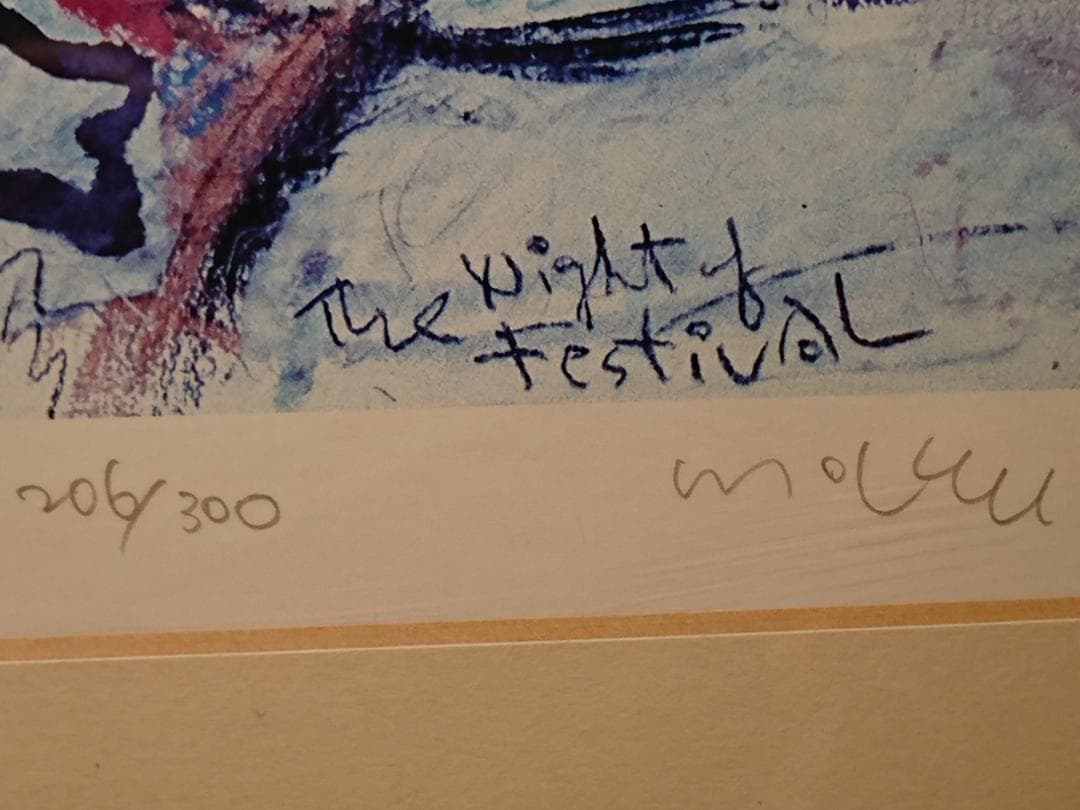 The Night of
Festival
206/300